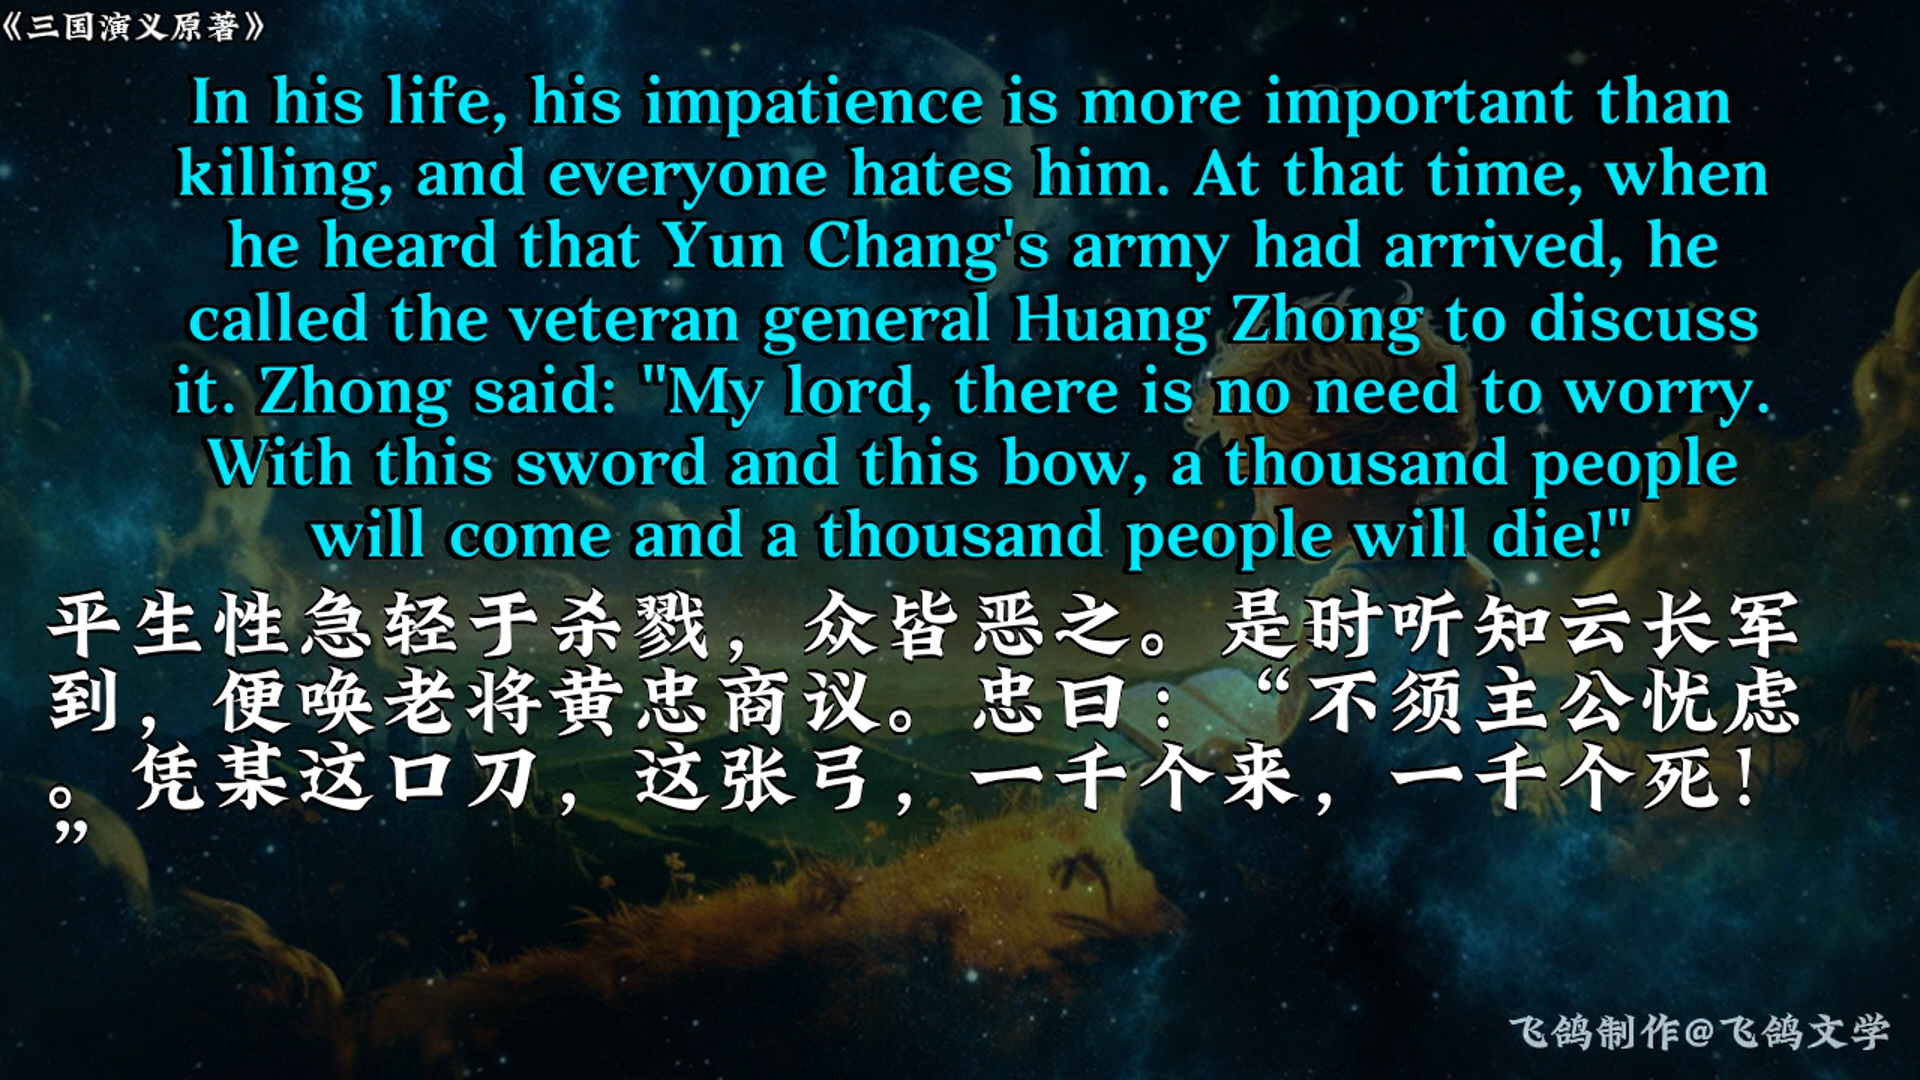 《三国演义原著》
In his life, his impatience is more important than
killing, and everyone hates him. At that time, when
he heard that Yun Chang's army had arrived, he
called the veteran general Huang Zhong to discuss
it. Zhong said: "My lord, there is no need to worry.
With this sword and this bow, a thousand people
will come and a thousand people will die!"
平生性急轻于杀戮，众皆恶之。是时听知云长军
到，便唤老将黄忠商议。忠曰：“不须主公忧虑
。凭某这口刀，这张弓，一千个来，一千个死！
”
飞鸽制作@飞鸽文学